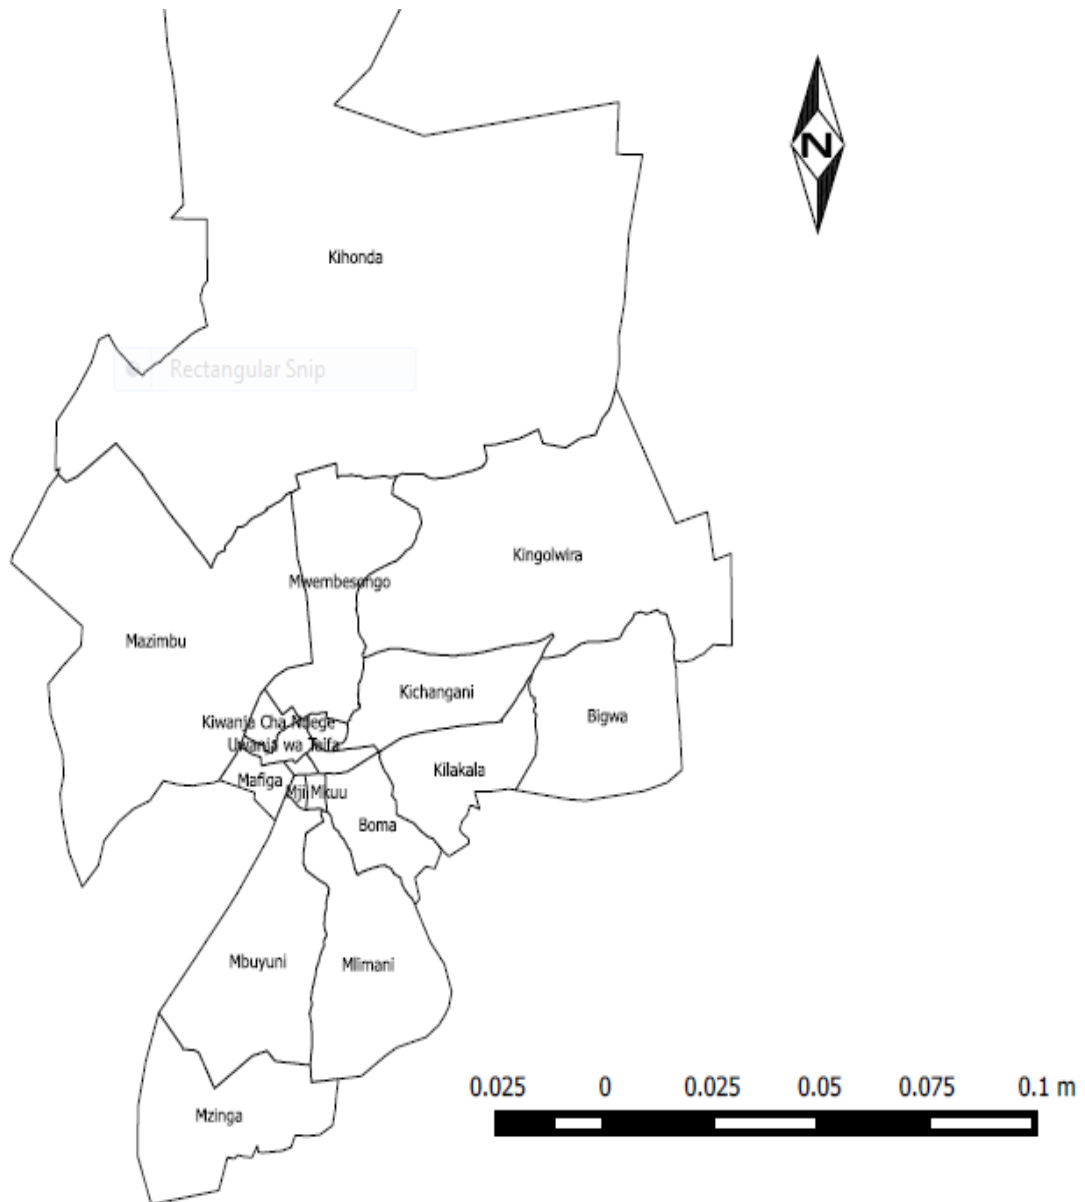 N
Kihonda
Rectangular Snip
Kingolwira
Mwembesongo
Mazimbu
Kichangani
Bigwa
Kiwanja Cha Ndege
Uwanja wa Taifa
Kilakala
Mafiga
Mji Mkuu
Boma
Mbuyuni
Mlimani
0.025 0 0.025 0.05 0.075 0.1 m
Mzinga